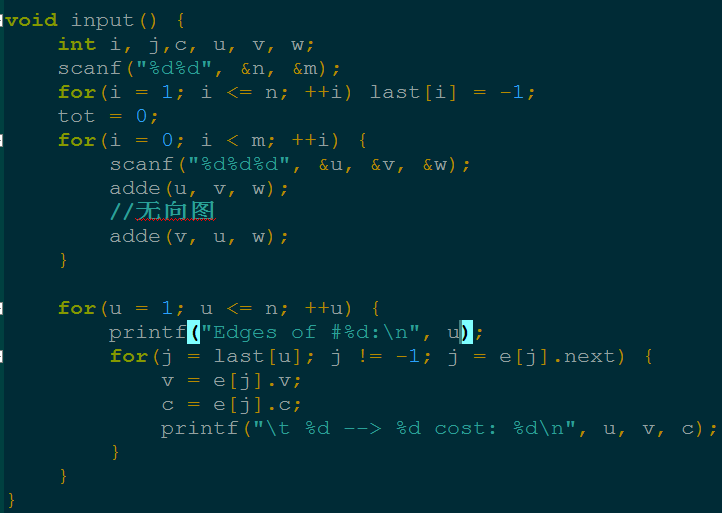 void input() {
    int i, j,c, u, v, w;
    scanf("%d%d", &n, &m);
    for(i = 1; i <= n; ++i) last[i] = -1;
    tot = 0;
    for(i = 0; i < m; ++i) {
        scanf("%d%d%d", &u, &v, &w);
        adde(u, v, w);
        //无向图
        adde(v, u, w);
    }

    for(u = 1; u <= n; ++u) {
        printf("Edges of #%d:\n", u);
        for(j = last[u]; j != -1; j = e[j].next) {
            v = e[j].v;
            c = e[j].c;
            printf("\t %d --> %d cost: %d\n", u, v, c);
        }
    }
}